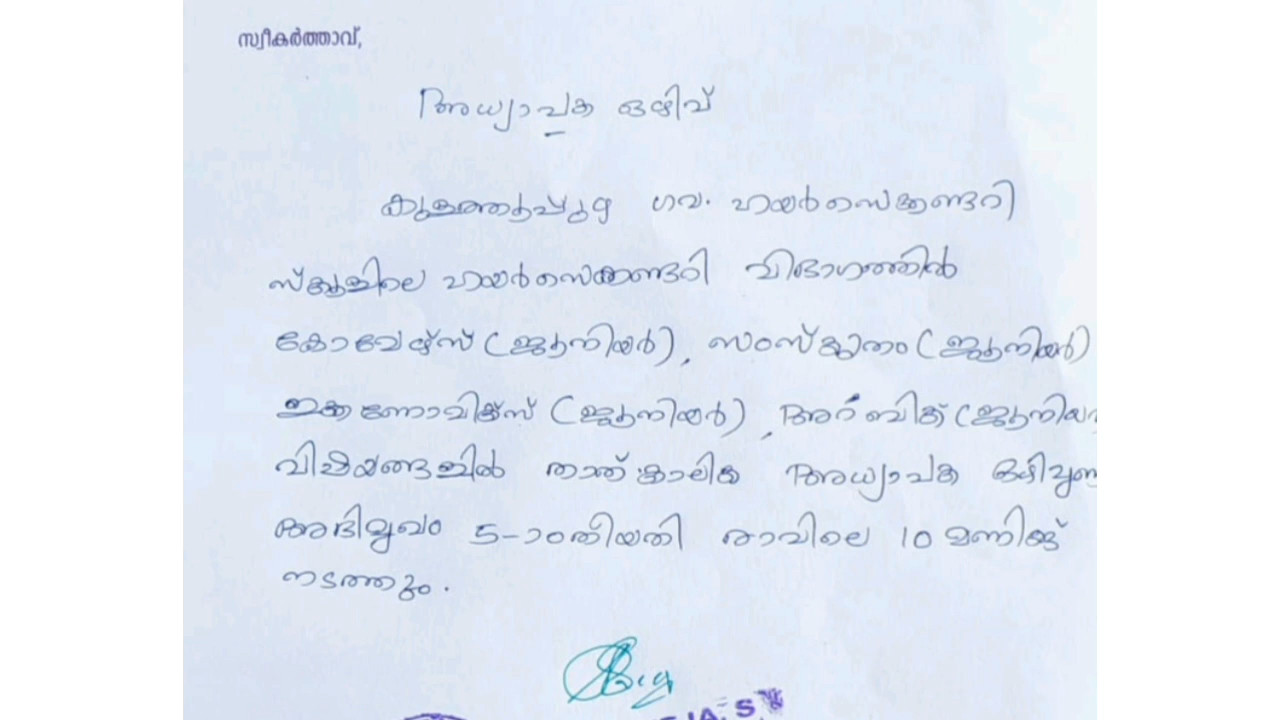 സ്വീകർത്താവ്,
അധ്യാപക ഒഴിവ്
കുളത്തൂപ്പുഴ ഗവ. ഹയർസെക്കണ്ടറി
സ്കൂളിലെ ഹയർസെക്കണ്ടറി വിഭാഗത്തിൽ
കോമേഴ്സ് (ജൂനിയർ), സംസ്കൃതം (ജൂനിയർ)
ഇക്കണോമിക്സ് (ജൂനിയർ), അറബിക് (ജൂനിയ
വിഷയങ്ങളിൽ താത്കാലിക അധ്യാപക ഒഴിവുണ
അഭിമുഖം 5-ാം തീയതി രാവിലെ 10 മണിക്ക്
നടത്തും.